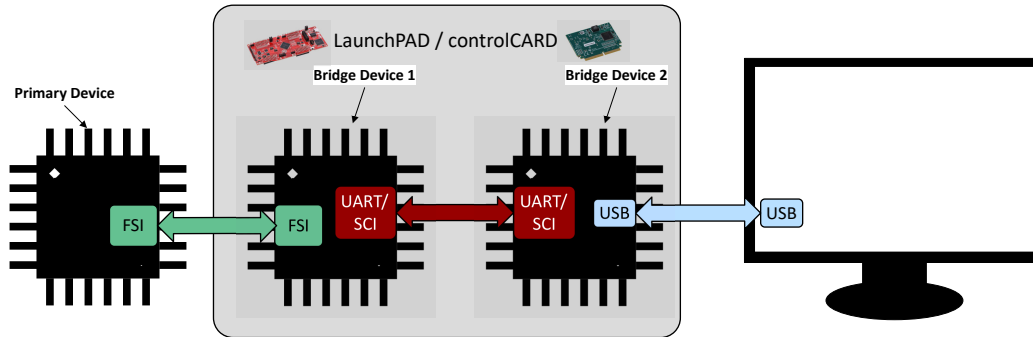 LaunchPAD / controlCARD
Bridge Device 1
Bridge Device 2
Primary Device
FSI
FSI
UART/
SCI
UART/
SCI
USB
USB